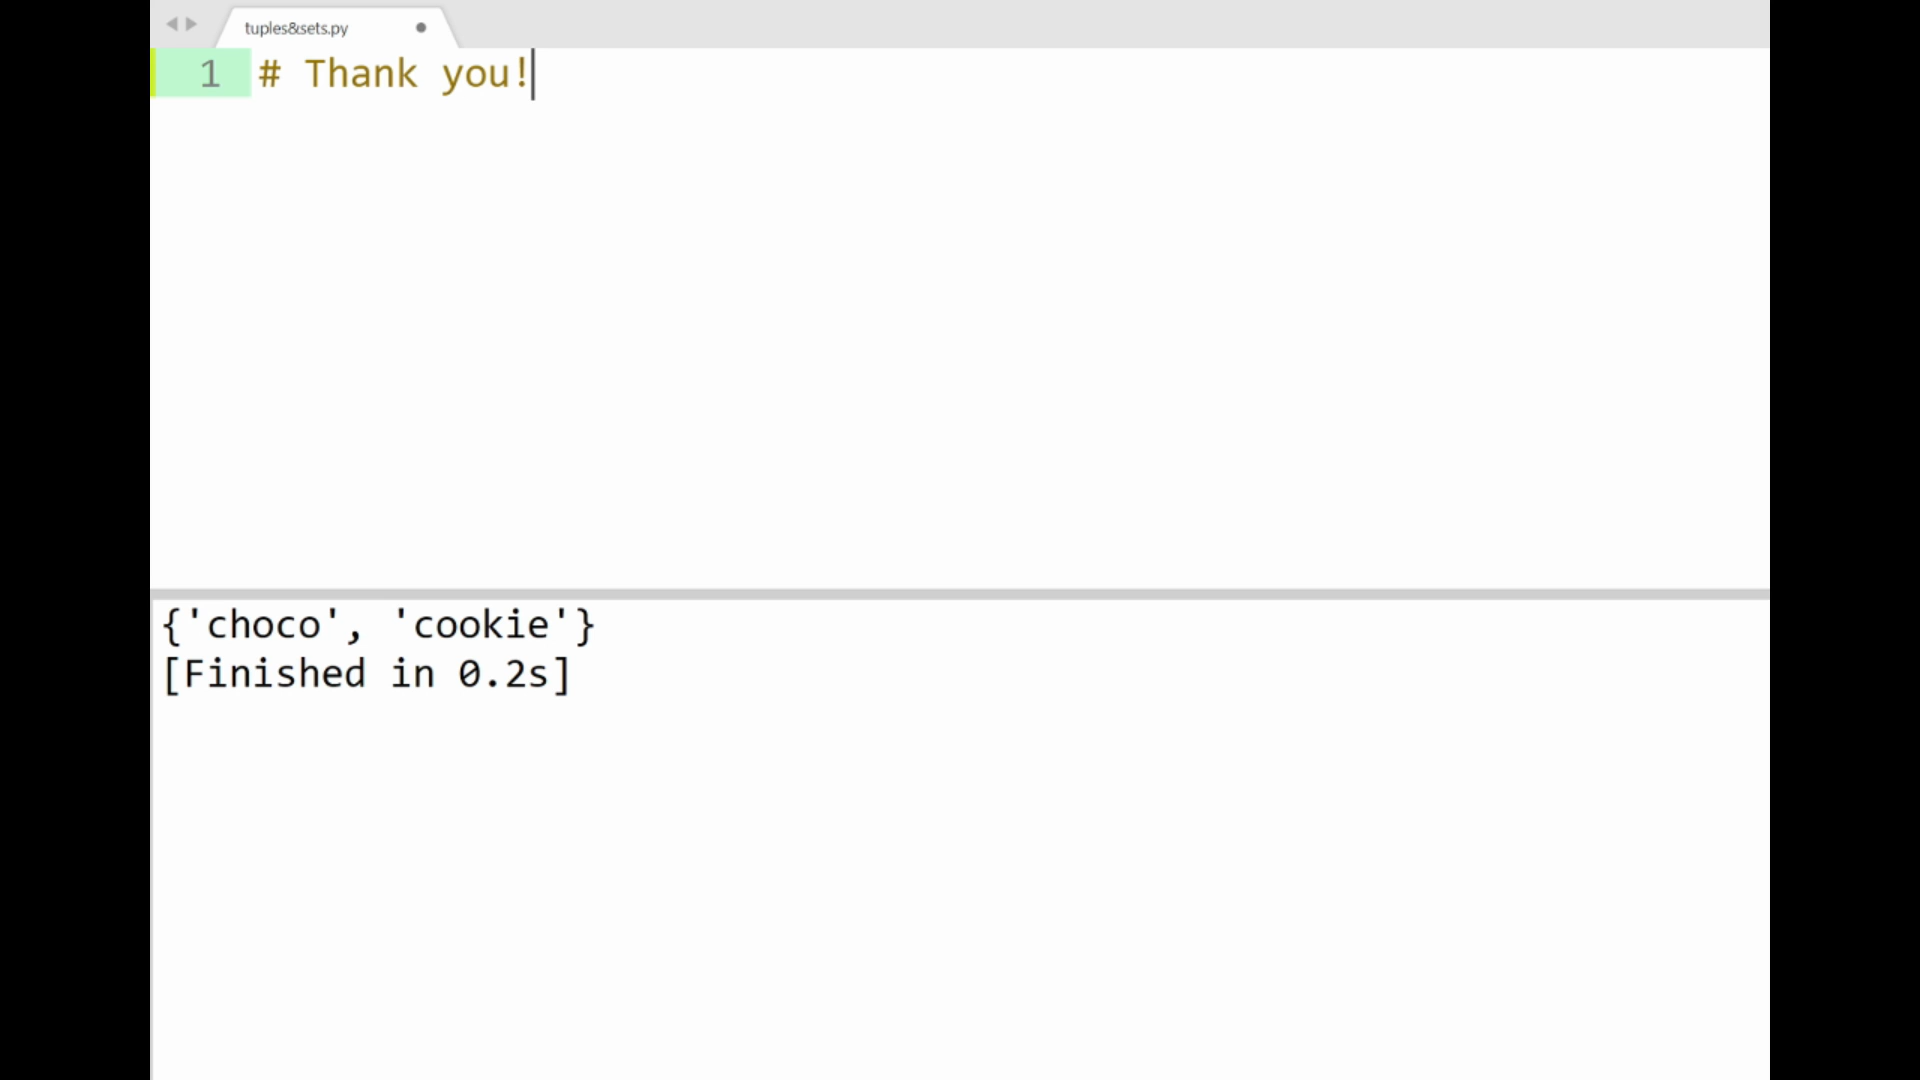 tuples&sets.py
1 # Thank you!
{'choco', 'cookie'}
[Finished in 0.2s]